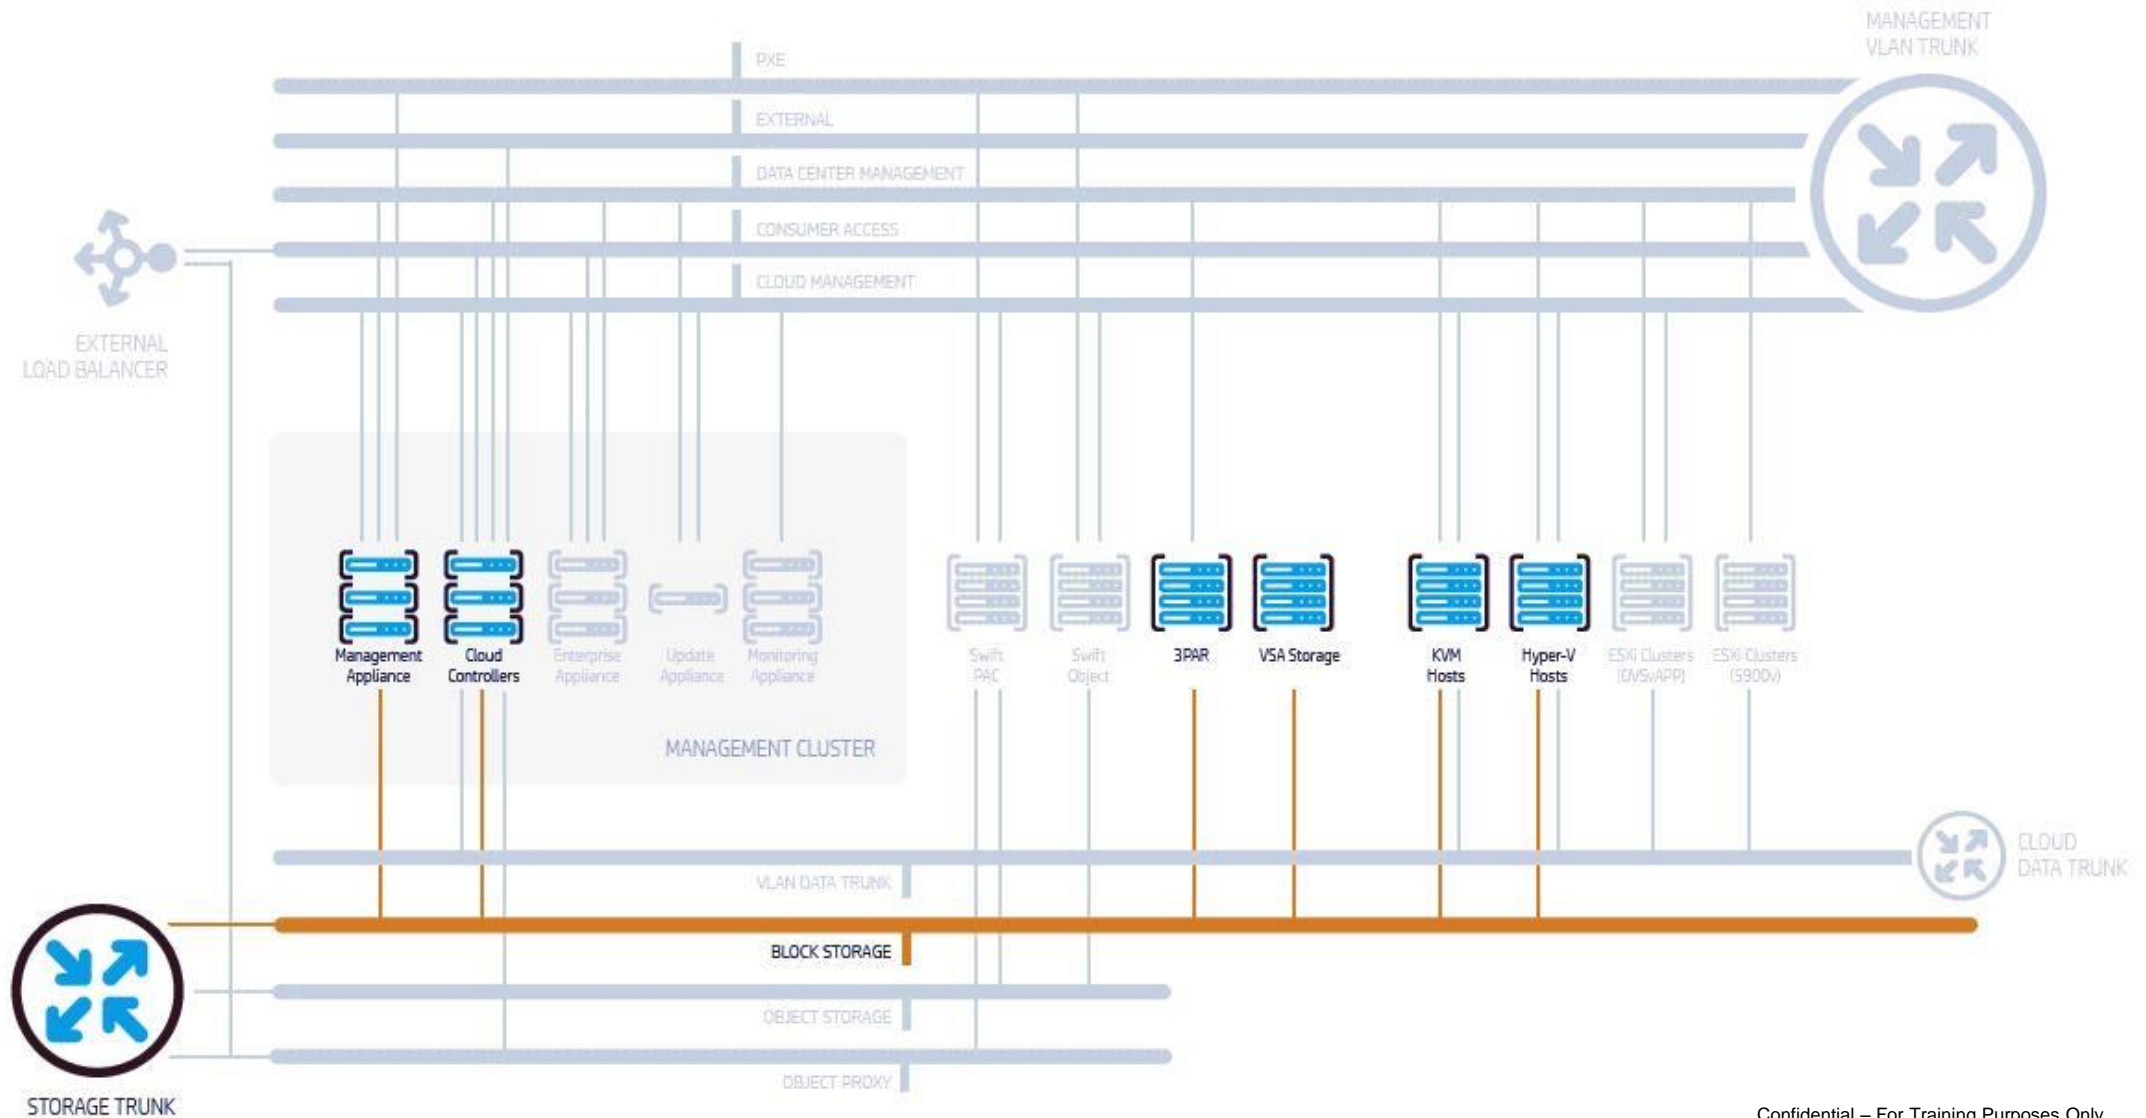 MANAGEMENT
VLAN TRUNK
PXE
EXTERNAL
DATA CENTER MANAGEMENT
CONSUMER ACCESS
CLOUD MANAGEMENT
EXTERNAL
LOAD BALANCER
Management
Appliance
Cloud
Controllers
Enterprise
Appliance
Update
Appliance
Monitoring
Appliance
Swift
PAC
Swift
Object
3PAR
VSA Storage
KVM
Hosts
Hyper-V
Hosts
ESXi Clusters
(OVSvAPP)
ESXi Clusters
(5900v)
MANAGEMENT CLUSTER
CLOUD
DATA TRUNK
VLAN DATA TRUNK
BLOCK STORAGE
OBJECT STORAGE
OBJECT PROXY
STORAGE TRUNK
Confidential – For Training Purposes Only